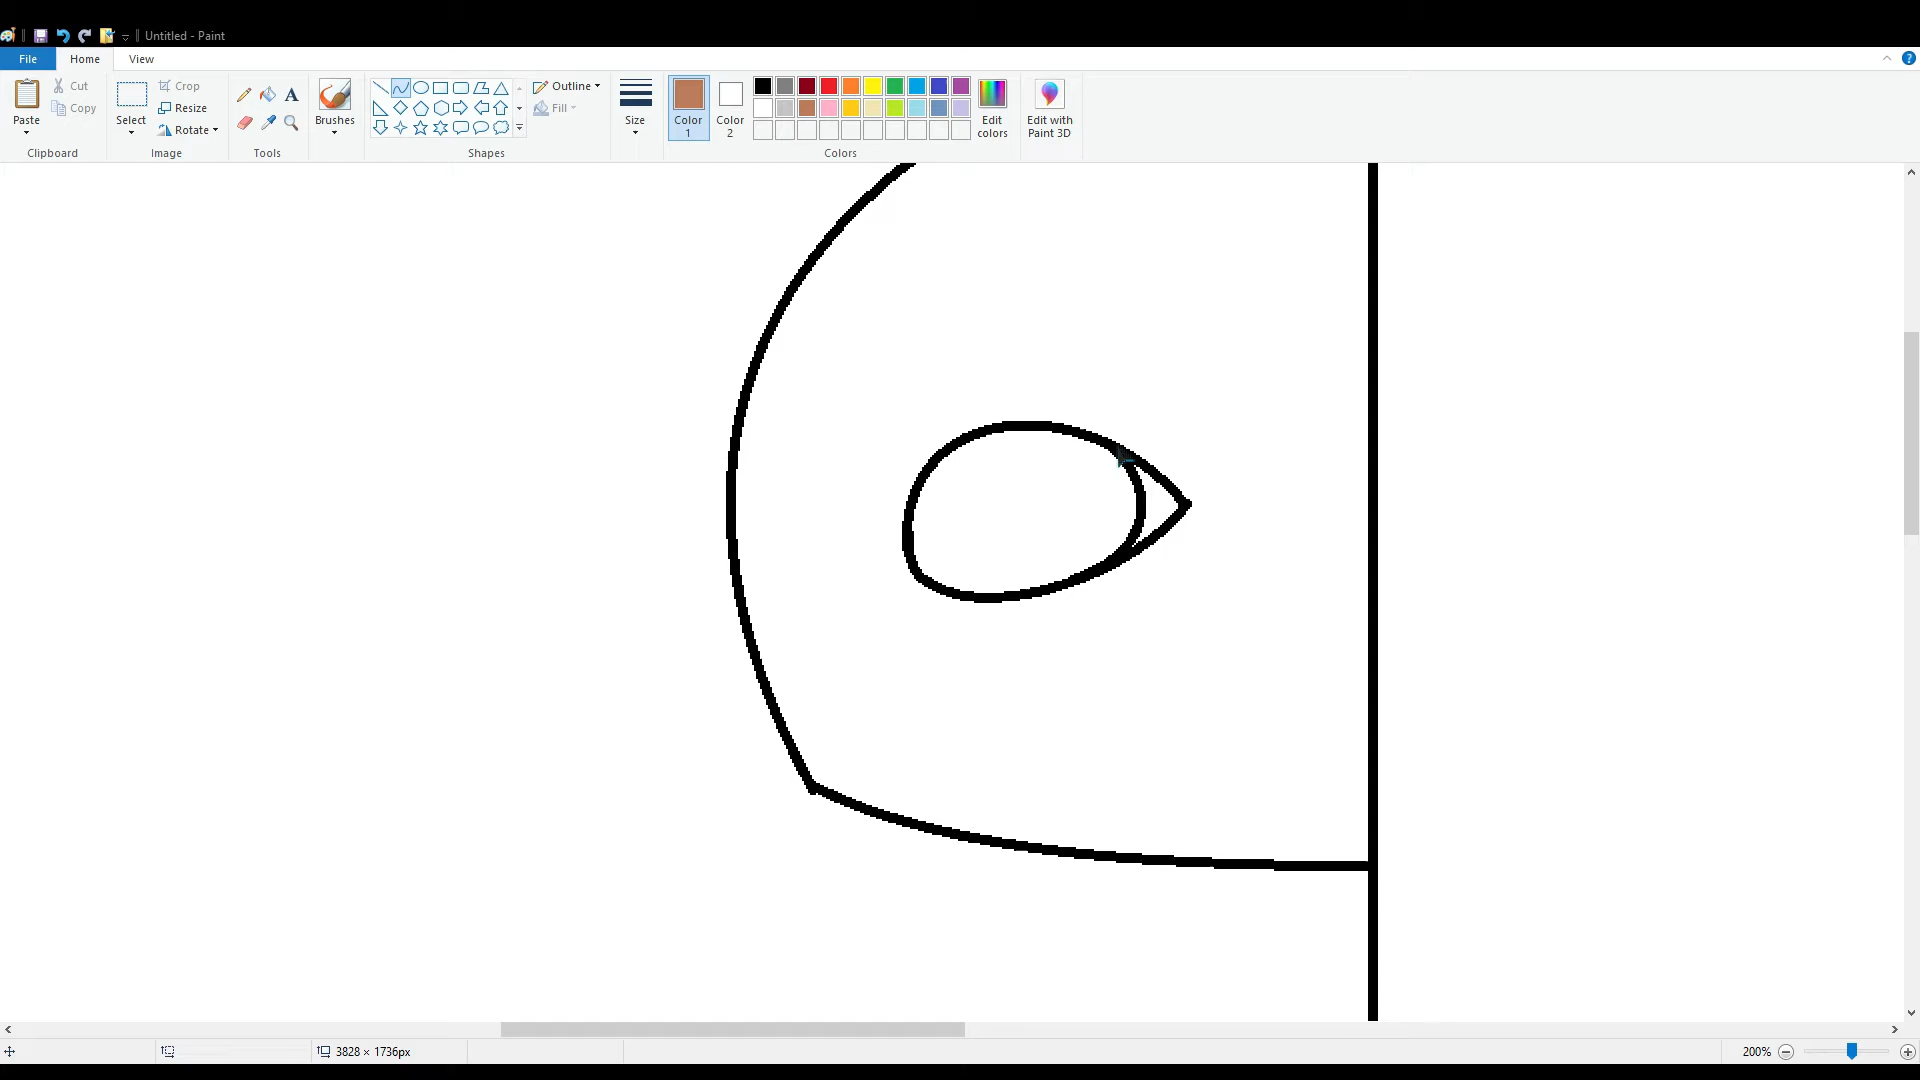 Untitled - Paint
File
Home
View
Paste
Cut
Copy
Clipboard
Select
Crop
Resize
Rotate
Image
A
Tools
Brushes
Outline
Fill
Shapes
Size
Color
1
Color
2
Colors
Edit
colors
Edit with
Paint 3D
3828 × 1736px
200%